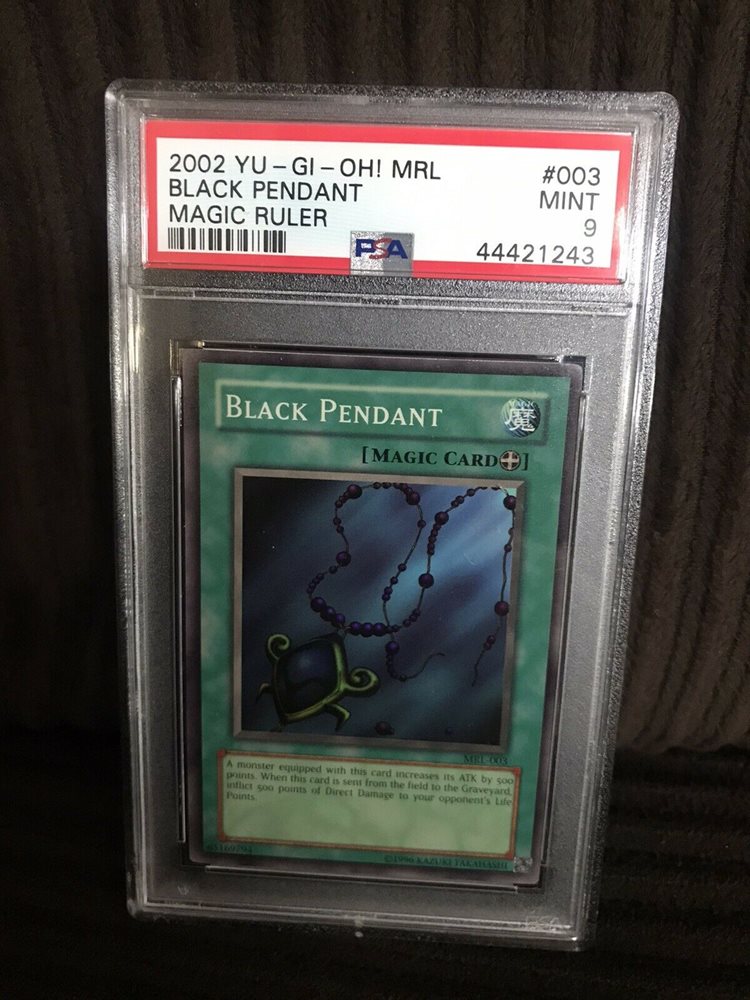 2002 YU-GI-OH! MRL #003
BLACK PENDANT MINT
MAGIC RULER 9
PSA 44421243
BLACK PENDANT
MAGIC
魔
[MAGIC CARD]
MRL-003
A monster equipped with this card increases its ATK by 500
points. When this card is sent from the field to the Graveyard,
inflict 500 points of Direct Damage to your opponent's Life
Points.
65169794
©1996 KAZUKI TAKAHASHI